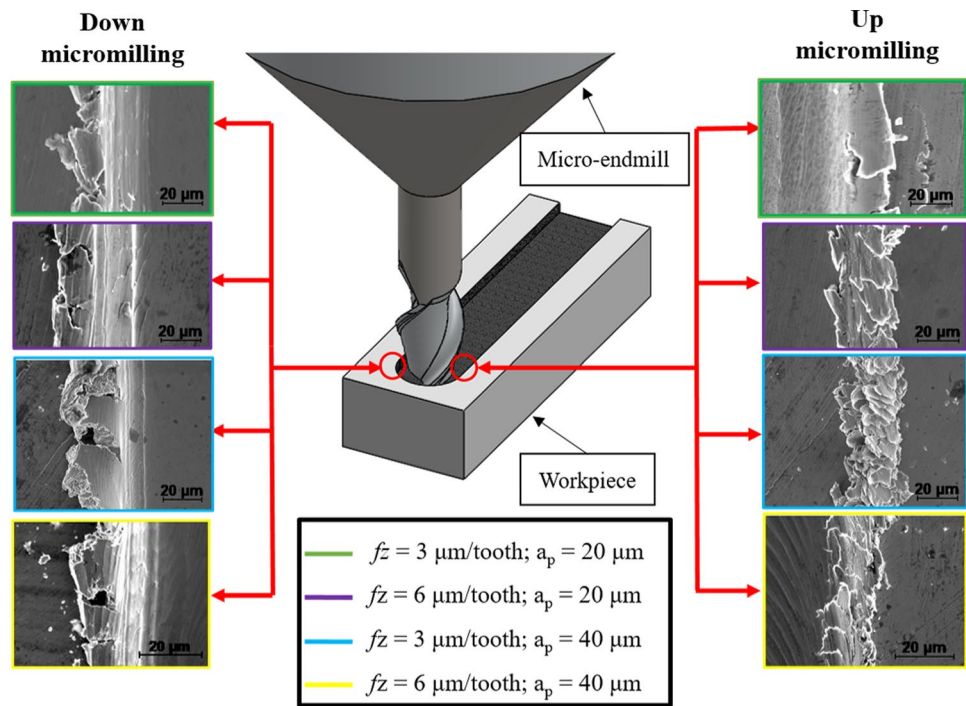 Down
micromilling
Up
micromilling
20 µm
20 µm
Micro-endmill
20 µm
20 µm
20 µm
20 µm
Workpiece
20 µm
20 µm
fz = 3 µm/tooth; aₚ = 20 µm
fz = 6 µm/tooth; aₚ = 20 µm
fz = 3 µm/tooth; aₚ = 40 µm
fz = 6 µm/tooth; aₚ = 40 µm